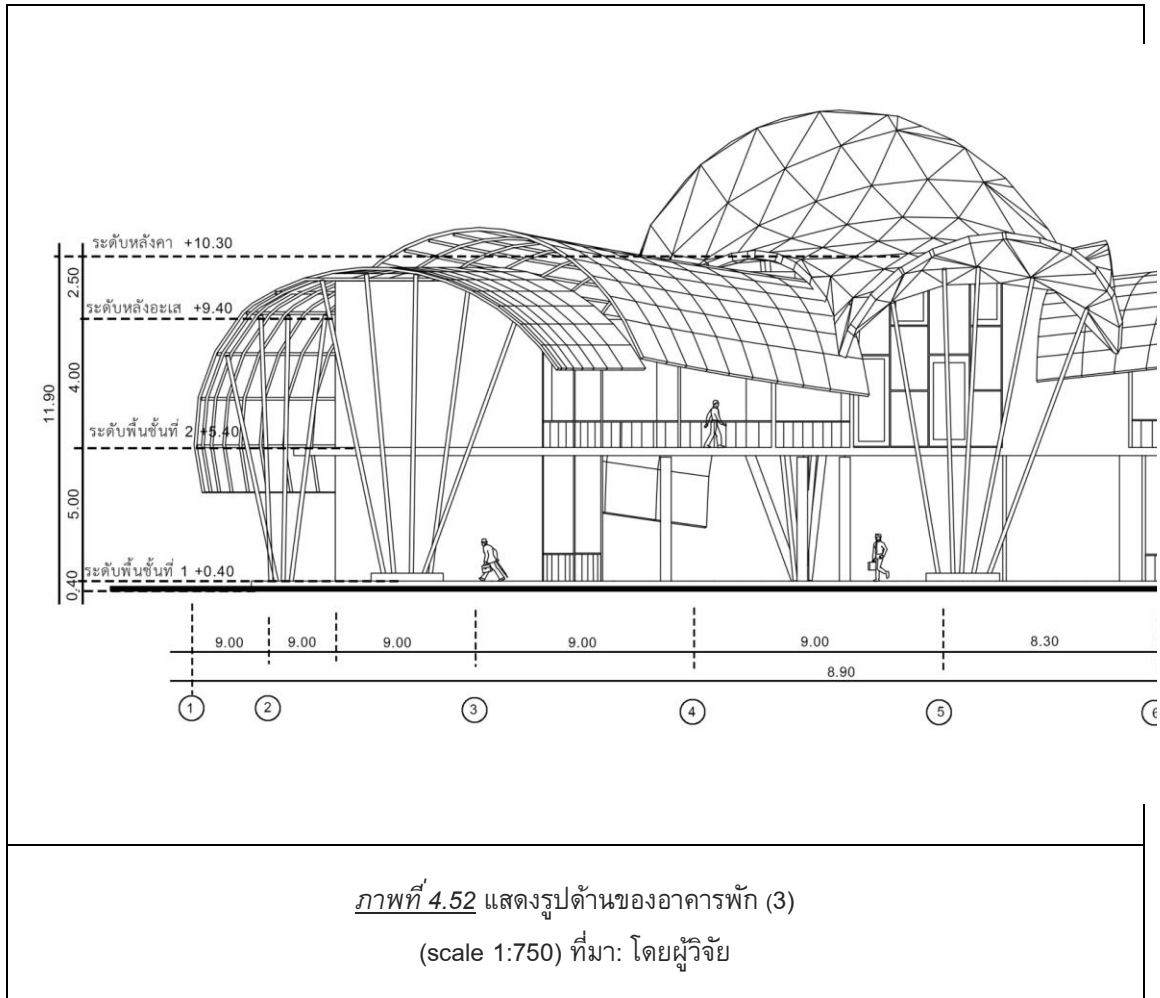 ระดับหลังคา +10.30
2.50
ระดับหลังอะเส +9.40
4.00
11.90
ระดับพื้นชั้นที่ 2 +5.40
5.00
ระดับพื้นชั้นที่ 1 +0.40
0.40
9.00 9.00 9.00 9.00 9.00 8.30
8.90
1 2 3 4 5 6
ภาพที่ 4.52 แสดงรูปด้านของอาคารพัก (3)
(scale 1:750) ที่มา: โดยผู้วิจัย